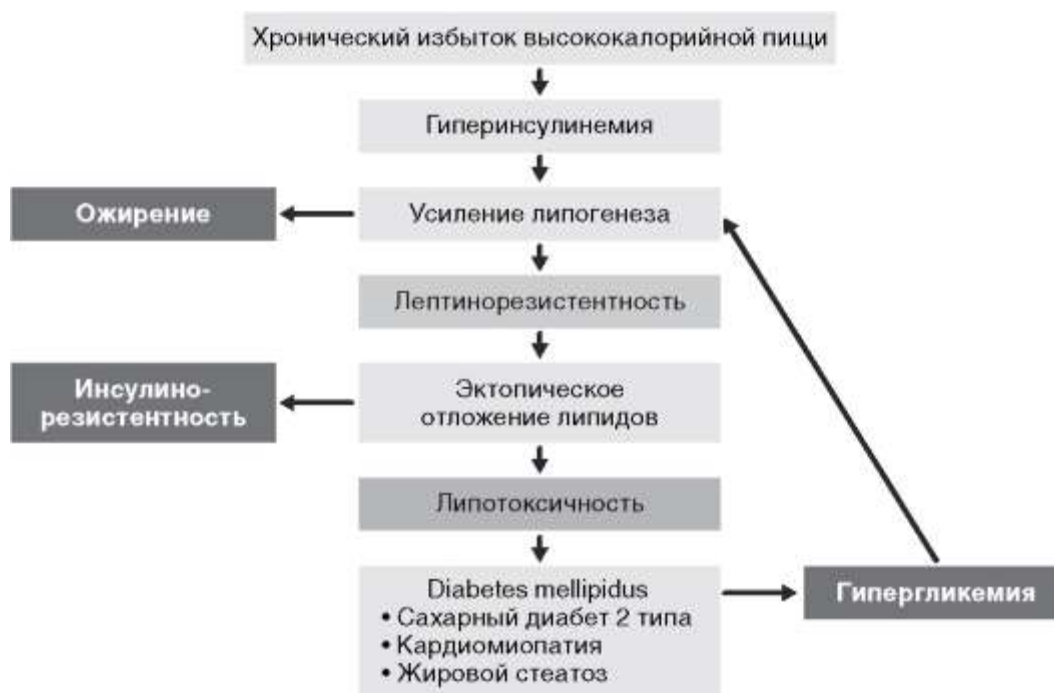 Хронический избыток высококалорийной пищи
Гиперинсулинемия
Ожирение
Усиление липогенеза
Лептинорезистентность
Инсулино-
резистентность
Эктопическое
отложение липидов
Липотоксичность
Diabetes mellipidus
• Сахарный диабет 2 типа
• Кардиомиопатия
• Жировой стеатоз
Гипергликемия